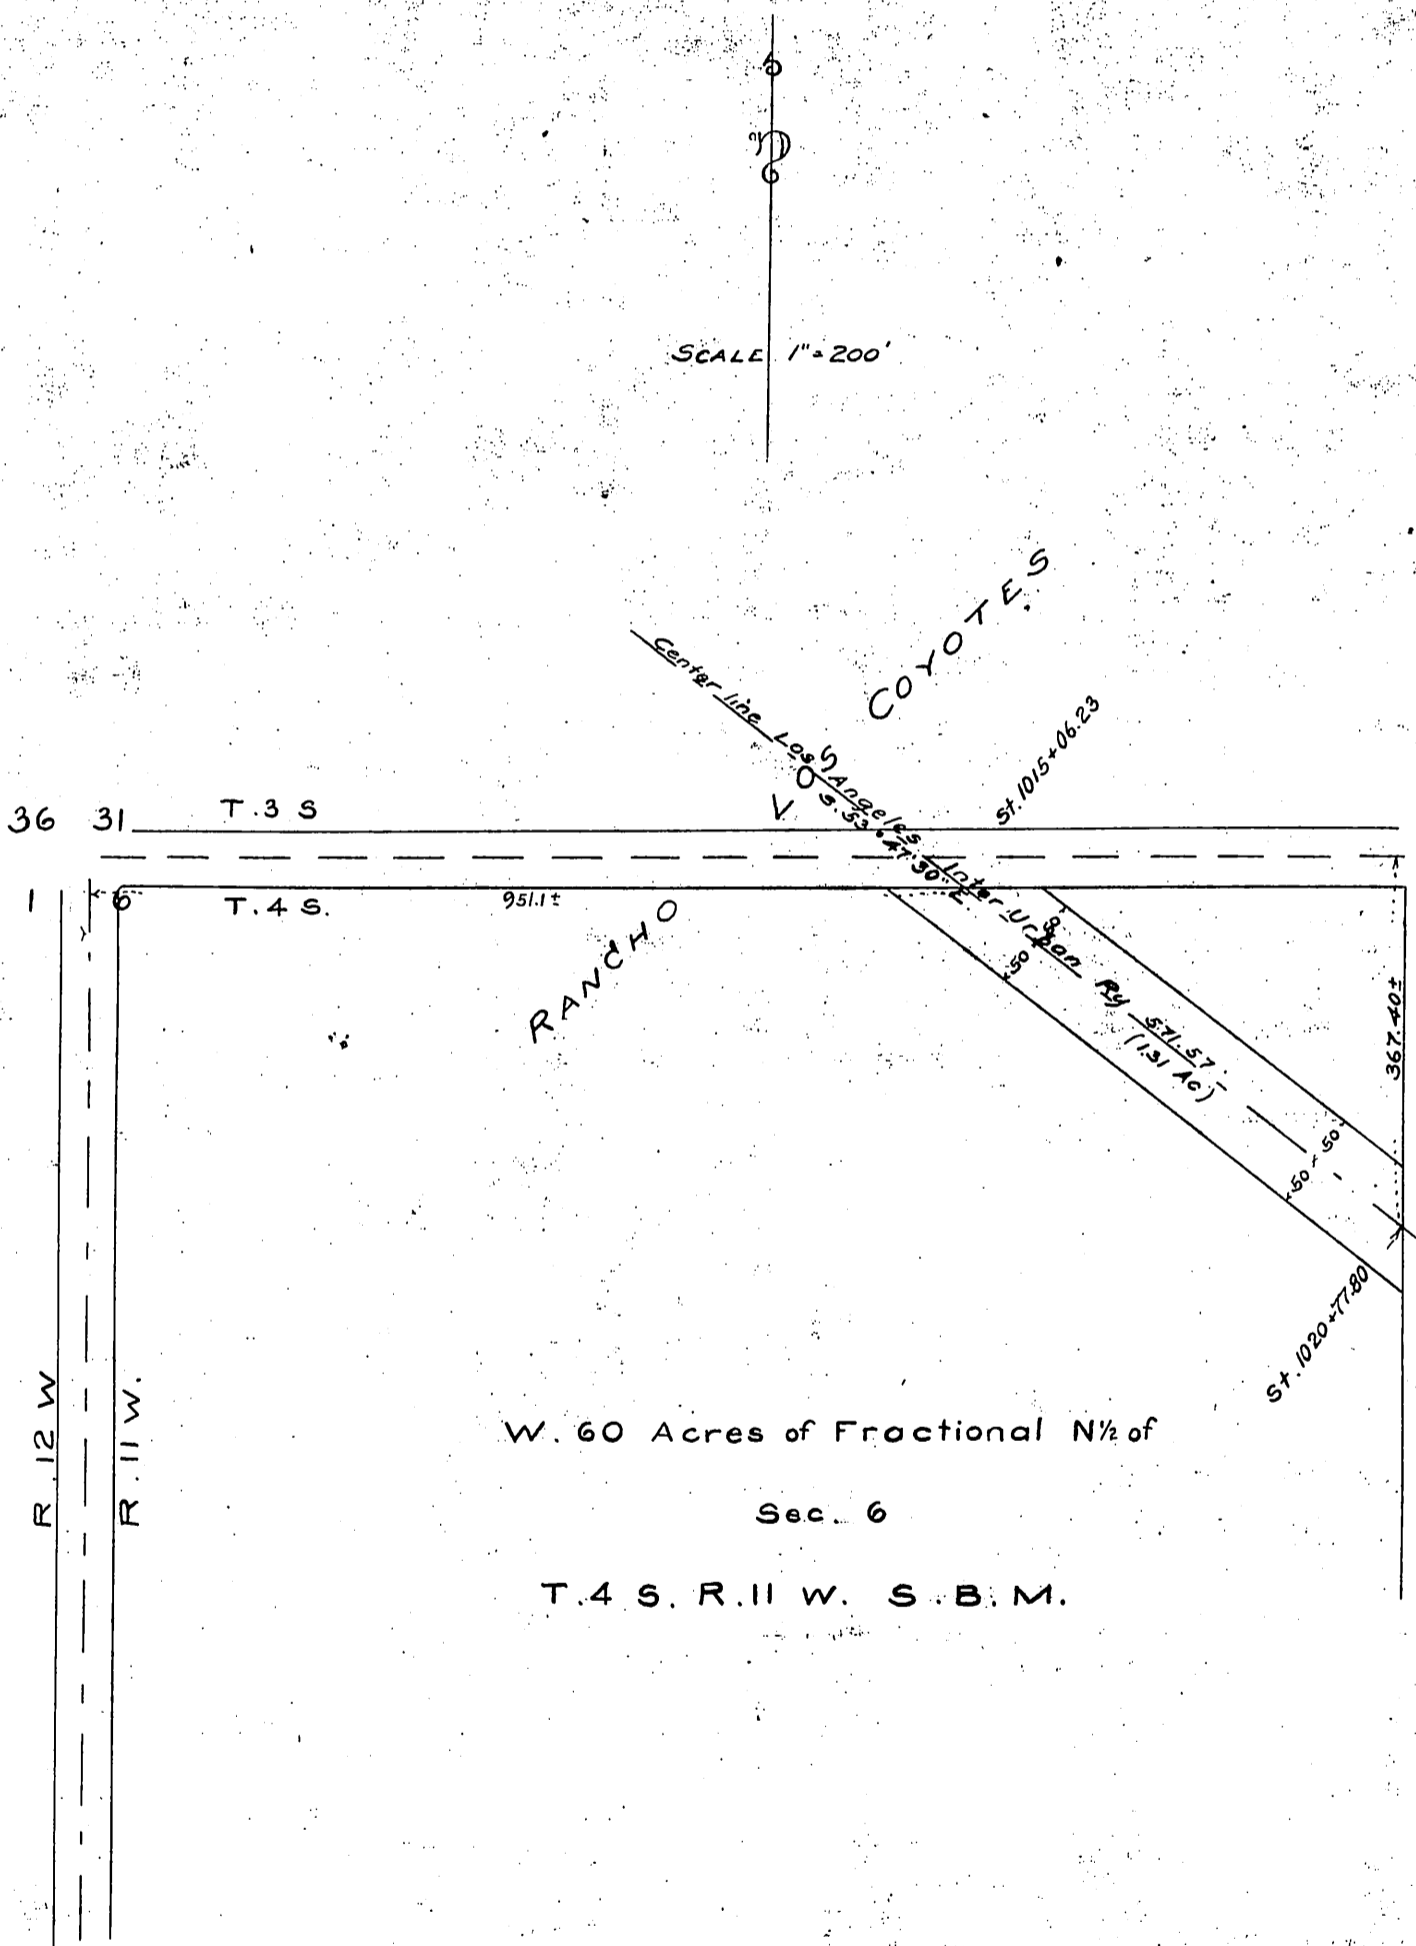 SCALE 1"=200'
COYOTES
Center line Los Angeles Inter Urban Ry 571.57
(1.31 Ac)
S.53°47'30"E.
St. 1015+06.23
LOS
V
36 31 T.3 S
1 6 T.4 S. 951.1±
RANCHO
50 50
367.40±
50 50
St. 1020+77.80
R.12 W
R.11 W.
W. 60 Acres of Fractional N½ of
Sec. 6
T.4 S. R.11 W. S.B.M.